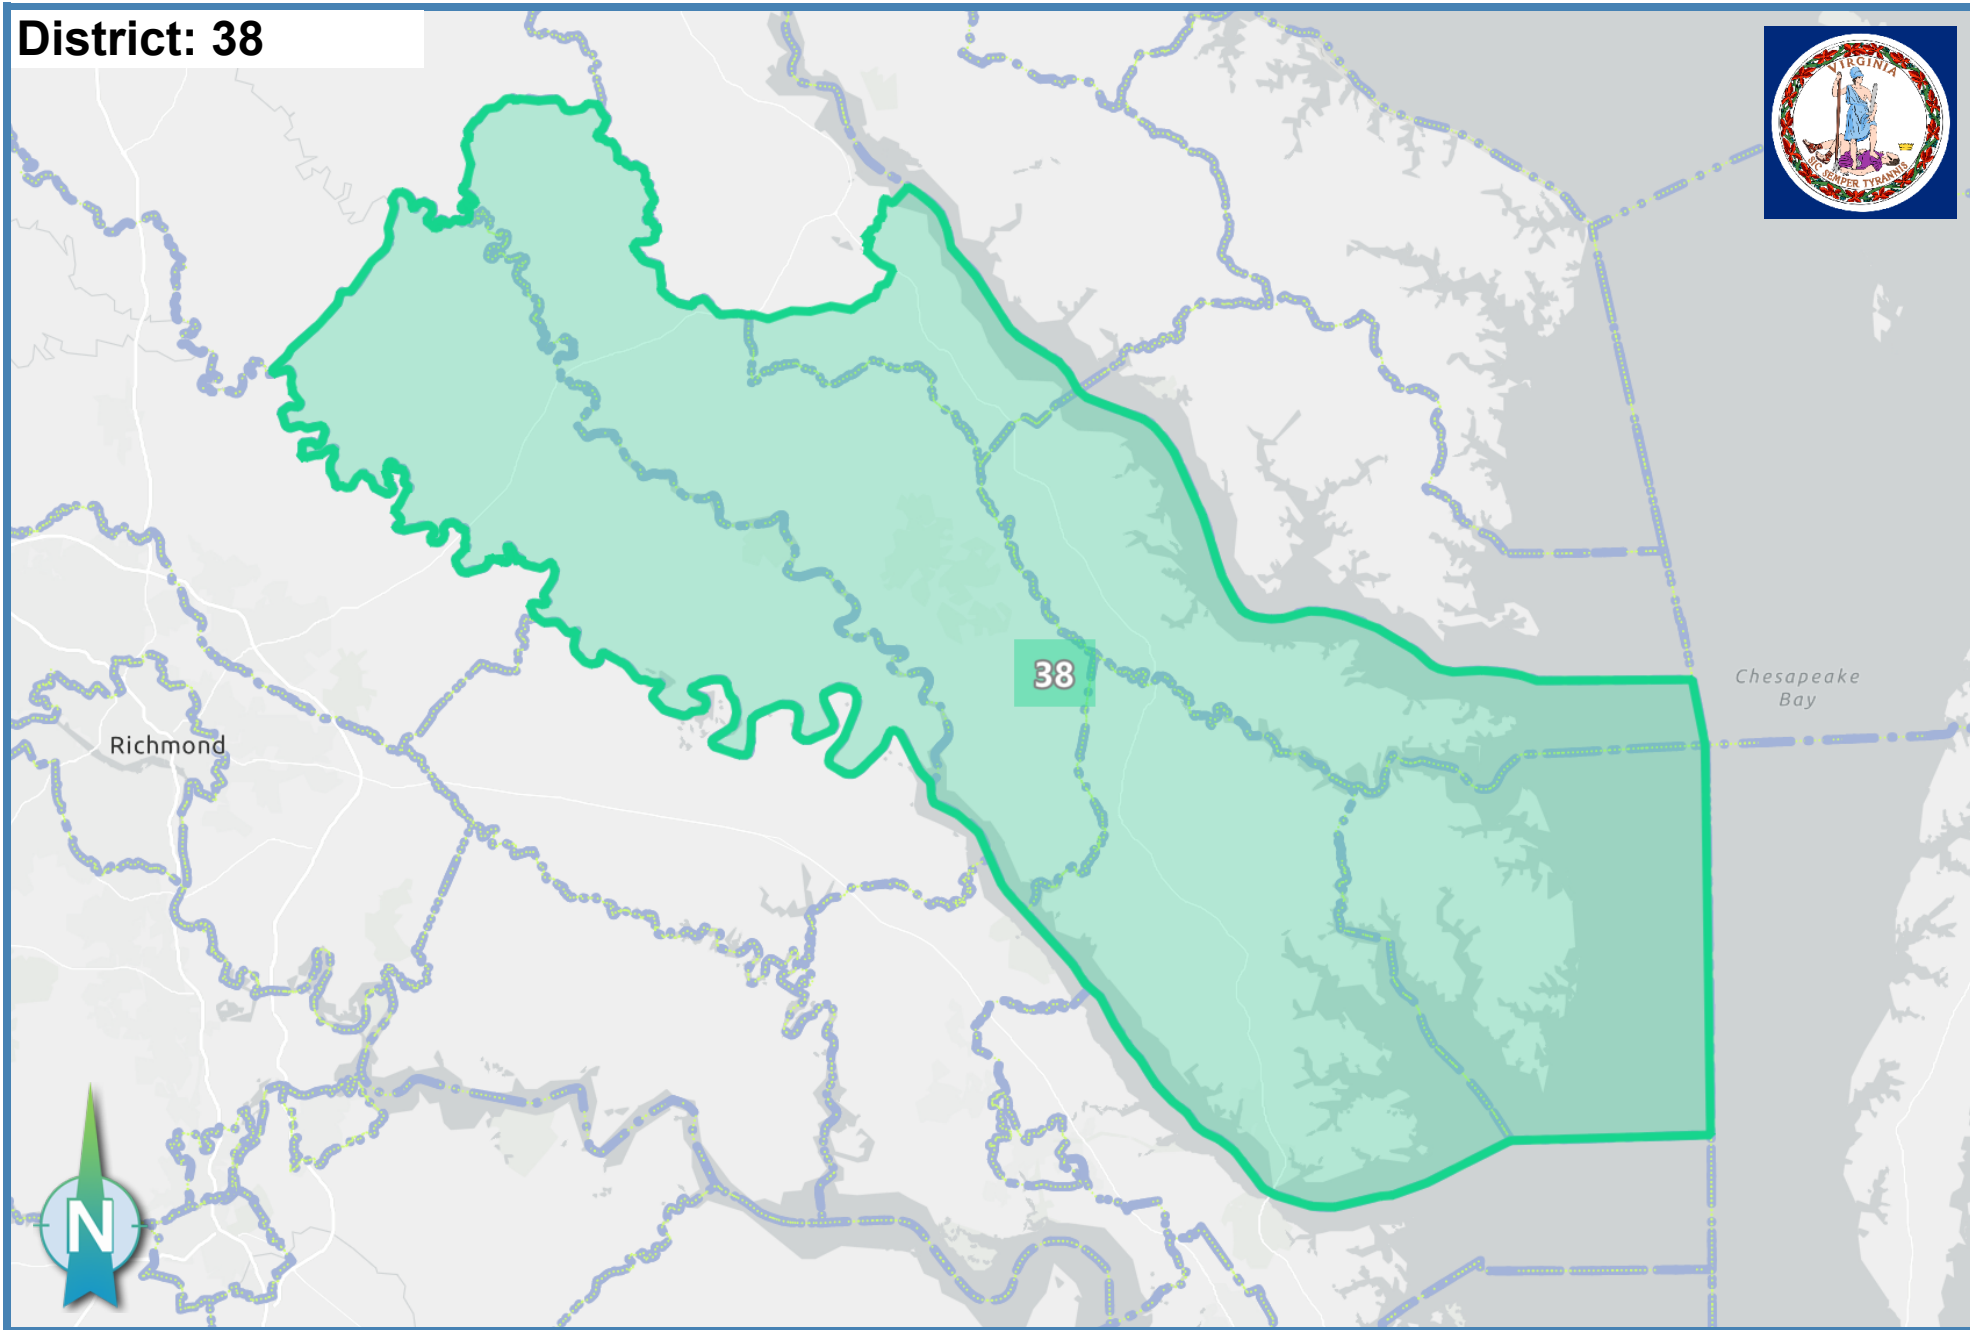 District: 38
VIRGINIA
SIC SEMPER TYRANNIS
38
Chesapeake
Bay
Richmond
N